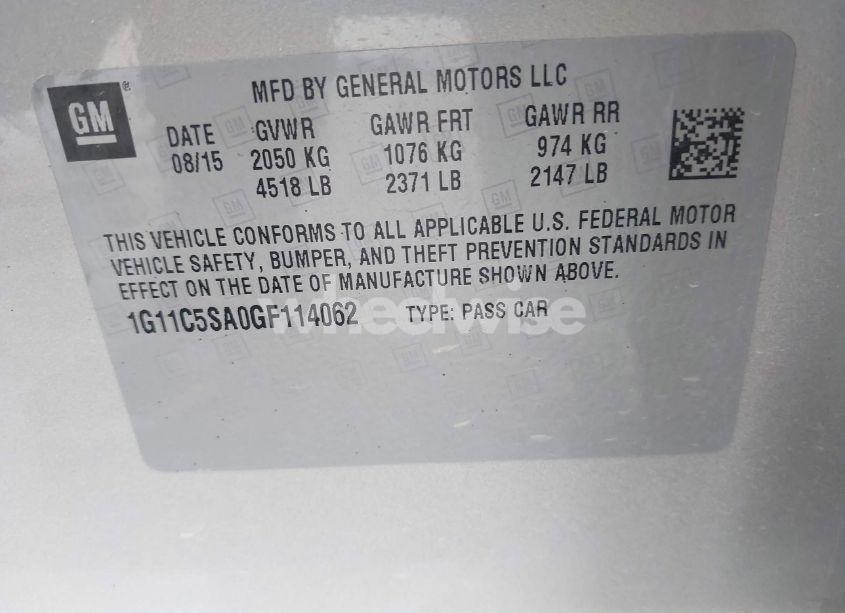 GM
MFD BY GENERAL MOTORS LLC
DATE GVWR GAWR FRT GAWR RR
08/15 2050 KG 1076 KG 974 KG
4518 LB 2371 LB 2147 LB
THIS VEHICLE CONFORMS TO ALL APPLICABLE U.S. FEDERAL MOTOR
VEHICLE SAFETY, BUMPER, AND THEFT PREVENTION STANDARDS IN
EFFECT ON THE DATE OF MANUFACTURE SHOWN ABOVE.
1G11C5SA0GF114062 TYPE: PASS CAR
wheelwise